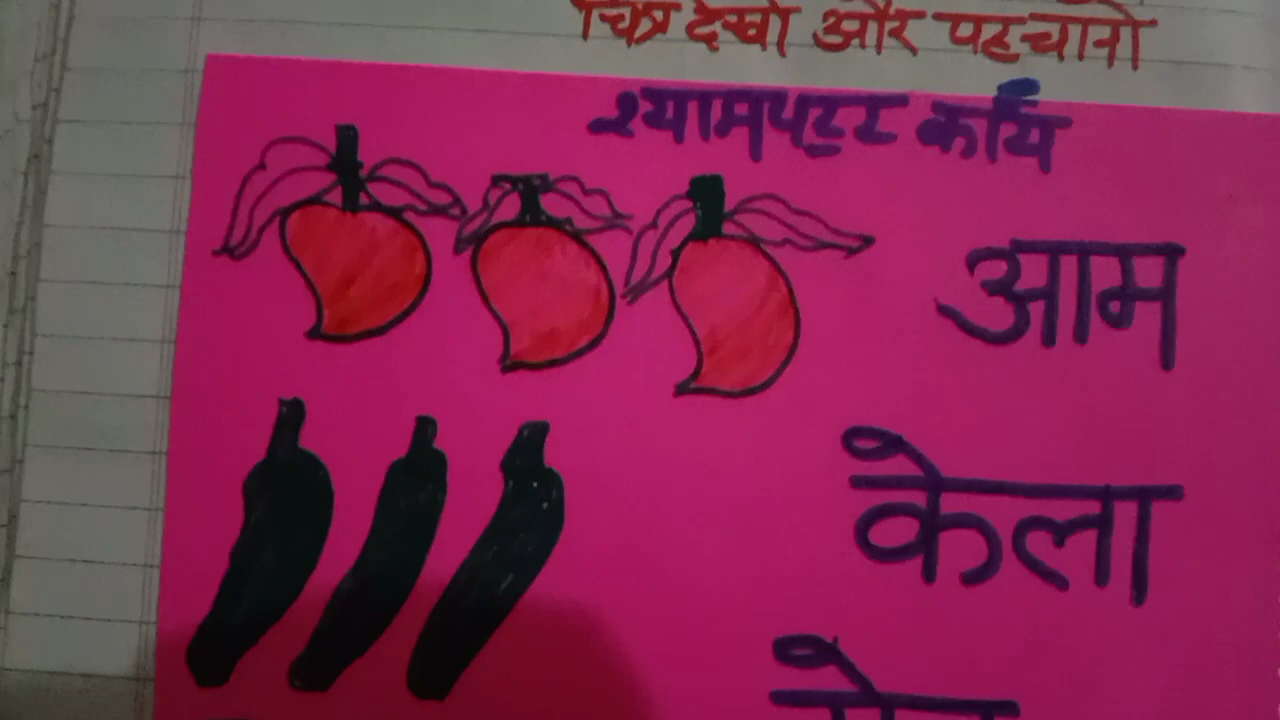 चित्र देखो और पहचानो
श्यामपट्ट कार्य
आम
केला